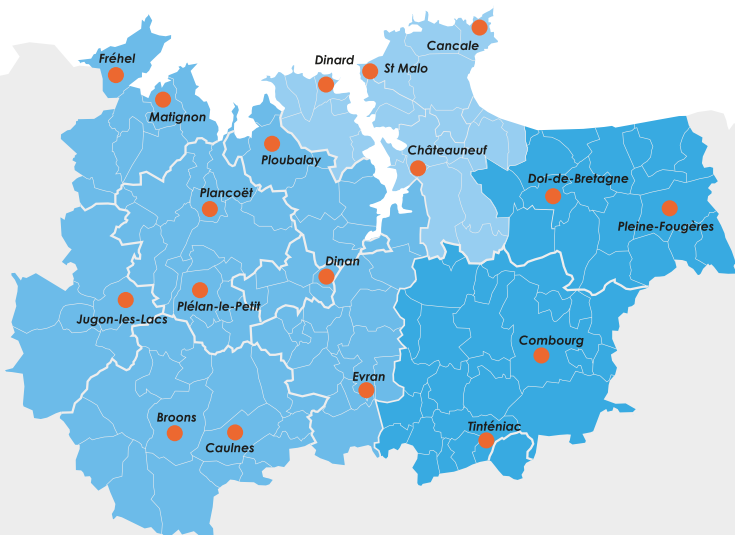 Cancale
Fréhel
Dinard
St Malo
Matignon
Châteauneuf
Ploubalay
Dol-de-Bretagne
Plancoët
Pleine-Fougères
Dinan
Plélan-le-Petit
Jugon-les-Lacs
Combourg
Evran
Broons
Tinténiac
Caulnes